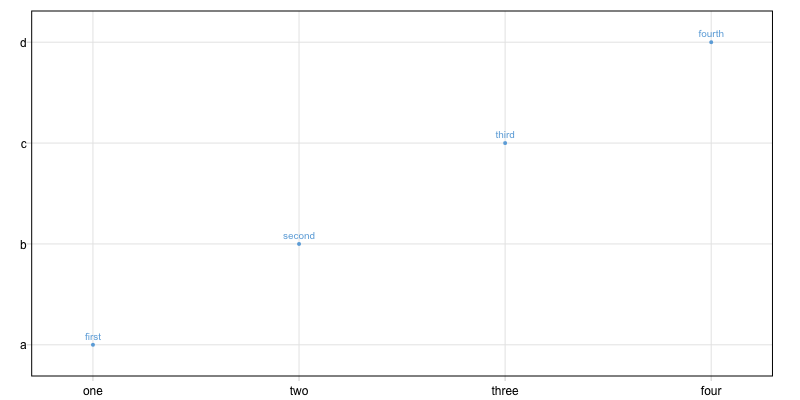 d
fourth
c
third
b
second
a
first
one two three four